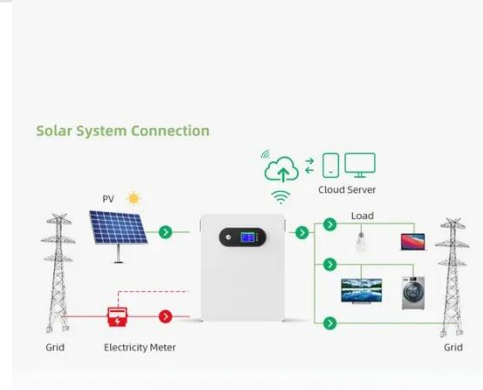 Solar System Connection
Cloud Server
PV
Load
Grid
Electricity Meter
Grid